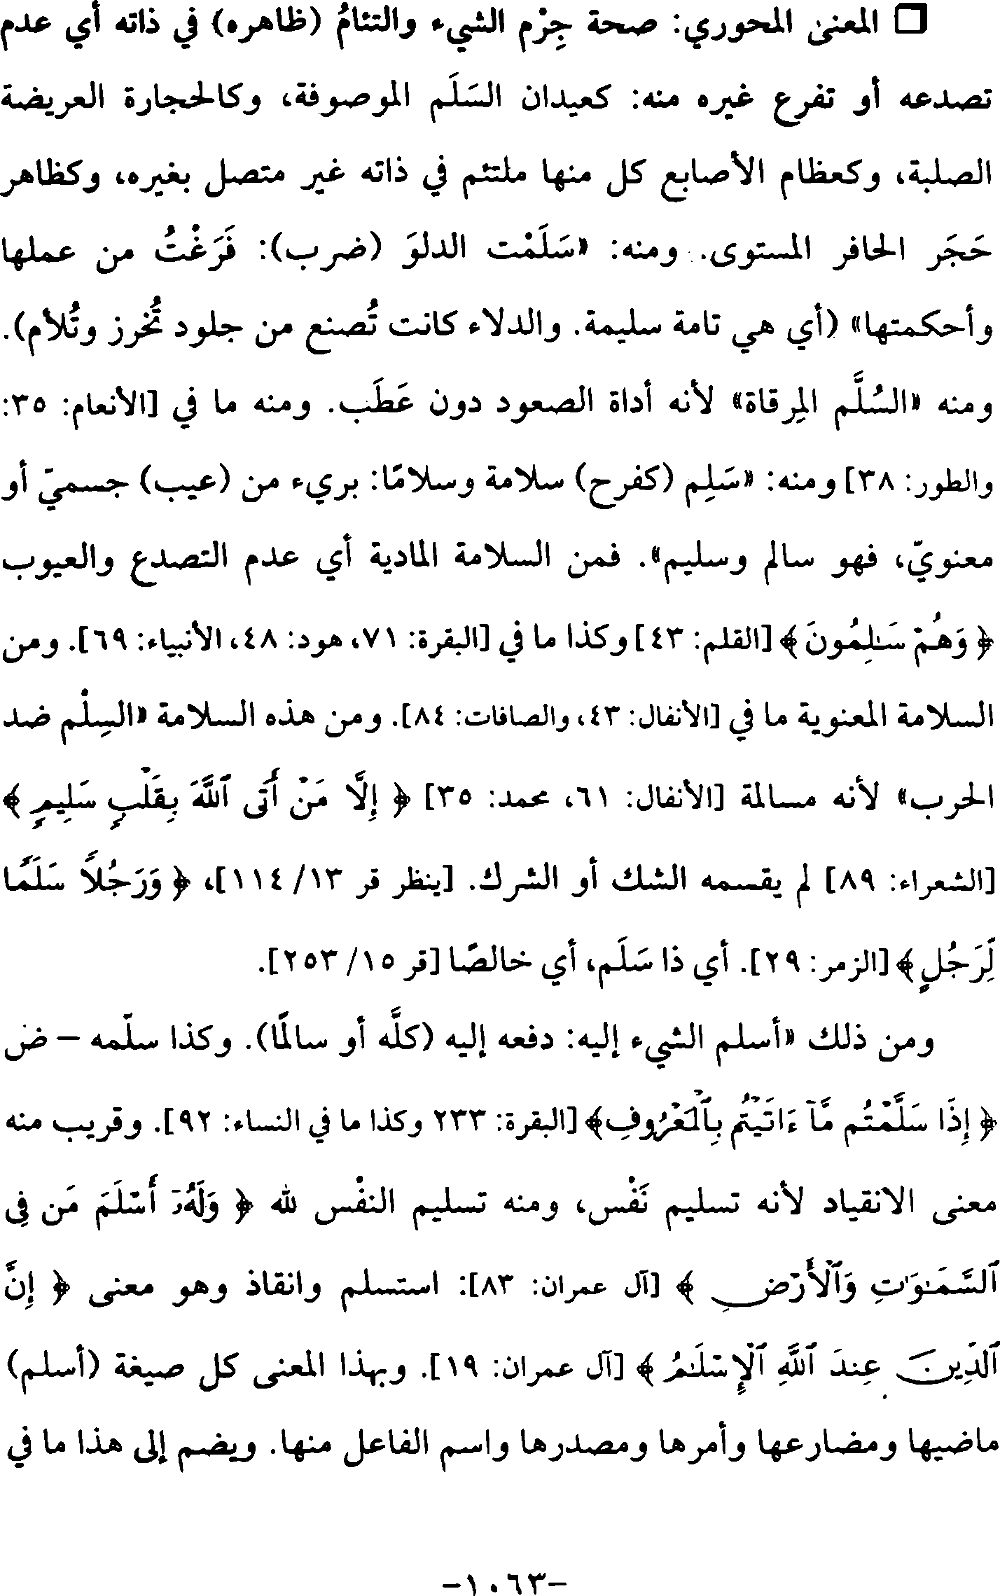 □ المعنىٰ المحوري: صحة جِرْم الشيء والتئامُ (ظاهره) في ذاته أي عدم
تصدعه أو تفرع غيره منه: كعيدان السَلَم الموصوفة، وكالحجارة العريضة
الصلبة، وكعظام الأصابع كل منها ملتئم في ذاته غير متصل بغيره، وكظاهر
حَجَر الحافر المستوى. ومنه: «سَلَمْت الدلوَ (ضرب): فَرَغْتُ من عملها
وأحكمتها» (أي هي تامة سليمة. والدلاء كانت تُصنع من جلود تُخرز وتُلأم).
ومنه «السُلَّم المِرقاة» لأنه أداة الصعود دون عَطَب. ومنه ما في [الأنعام: ٣٥:
والطور: ٣٨] ومنه: «سَلِم (كفرح) سلامة وسلامًا: بريء من (عيب) جسميّ أو
معنويّ، فهو سالم وسليم». فمن السلامة المادية أي عدم التصدع والعيوب
﴿ وَهُمْ سَـٰلِمُونَ ﴾ [القلم: ٤٣] وكذا ما في [البقرة: ٧١، هود: ٤٨، الأنبياء: ٦٩]. ومن
السلامة المعنوية ما في [الأنفال: ٤٣، والصافات: ٨٤]. ومن هذه السلامة «السِلْم ضد
الحرب» لأنه مسالمة [الأنفال: ٦١، محمد: ٣٥] ﴿ إِلَّا مَنْ أَتَى ٱللَّهَ بِقَلْبٍ سَلِيمٍ ﴾
[الشعراء: ٨٩] لم يقسمه الشك أو الشرك. [ينظر قر ١٣/ ١١٤]، ﴿ وَرَجُلاً سَلَمًا
لِّرَجُلٍ ﴾ [الزمر: ٢٩]. أي ذا سَلَم، أي خالصًا [قر ١٥/ ٢٥٣].
ومن ذلك «أسلم الشيء إليه: دفعه إليه (كلَّه أو سالمًا). وكذا سلّمه – ض
﴿ إِذَا سَلَّمْتُم مَّآ ءَاتَيْتُم بِٱلْمَعْرُوفِ﴾ [البقرة: ٢٣٣ وكذا ما في النساء: ٩٢]. وقريب منه
معنى الانقياد لأنه تسليم نَفْس، ومنه تسليم النفْس لله ﴿ وَلَهُۥٓ أَسْلَمَ مَن فِى
ٱلسَّمَـٰوَٰتِ وَٱلْأَرْضِ ﴾ [آل عمران: ٨٣]: استسلم وانقاذ وهو معنى ﴿ إِنَّ
ٱلدِّينَ عِندَ ٱللَّهِ ٱلْإِسْلَـٰمُ ﴾ [آل عمران: ١٩]. وبهذا المعنى كل صيغة (أسلم)
ماضيها ومضارعها وأمرها ومصدرها واسم الفاعل منها. ويضم إلى هذا ما في
-١٠٦٣-